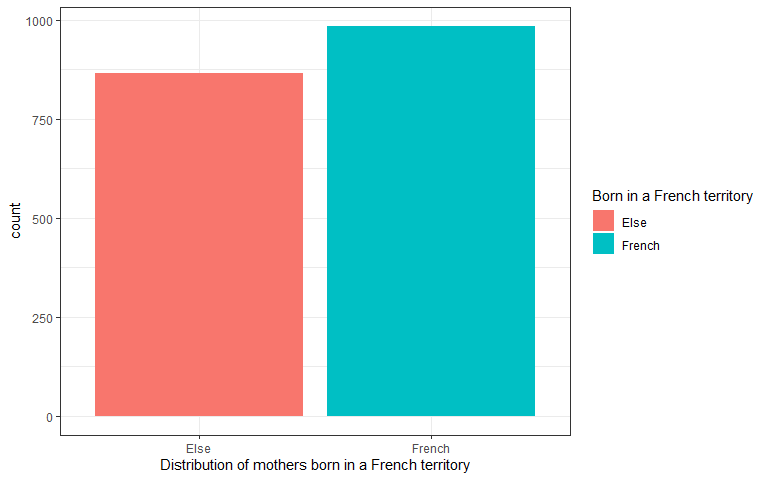 1000
750
500
250
0
count
Else
French
Distribution of mothers born in a French territory
Born in a French territory
Else
French